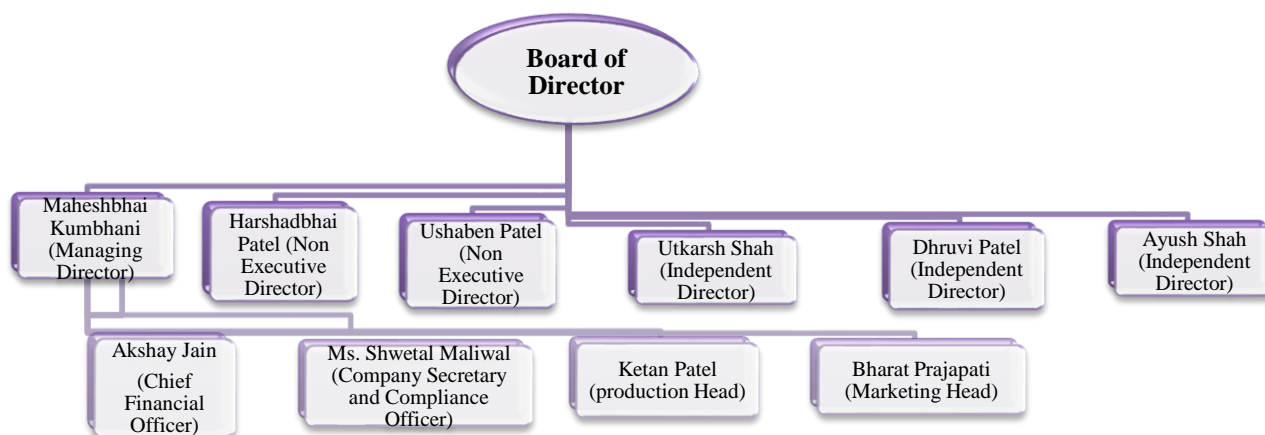 Board of
Director
Maheshbhai
Kumbhani
(Managing
Director)
Harshadbhai
Patel (Non
Executive
Director)
Ushaben Patel
(Non
Executive
Director)
Utkarsh Shah
(Independent
Director)
Dhruvi Patel
(Independent
Director)
Ayush Shah
(Independent
Director)
Akshay Jain
(Chief
Financial
Officer)
Ms. Shwetal Maliwal
(Company Secretary
and Compliance
Officer)
Ketan Patel
(production Head)
Bharat Prajapati
(Marketing Head)